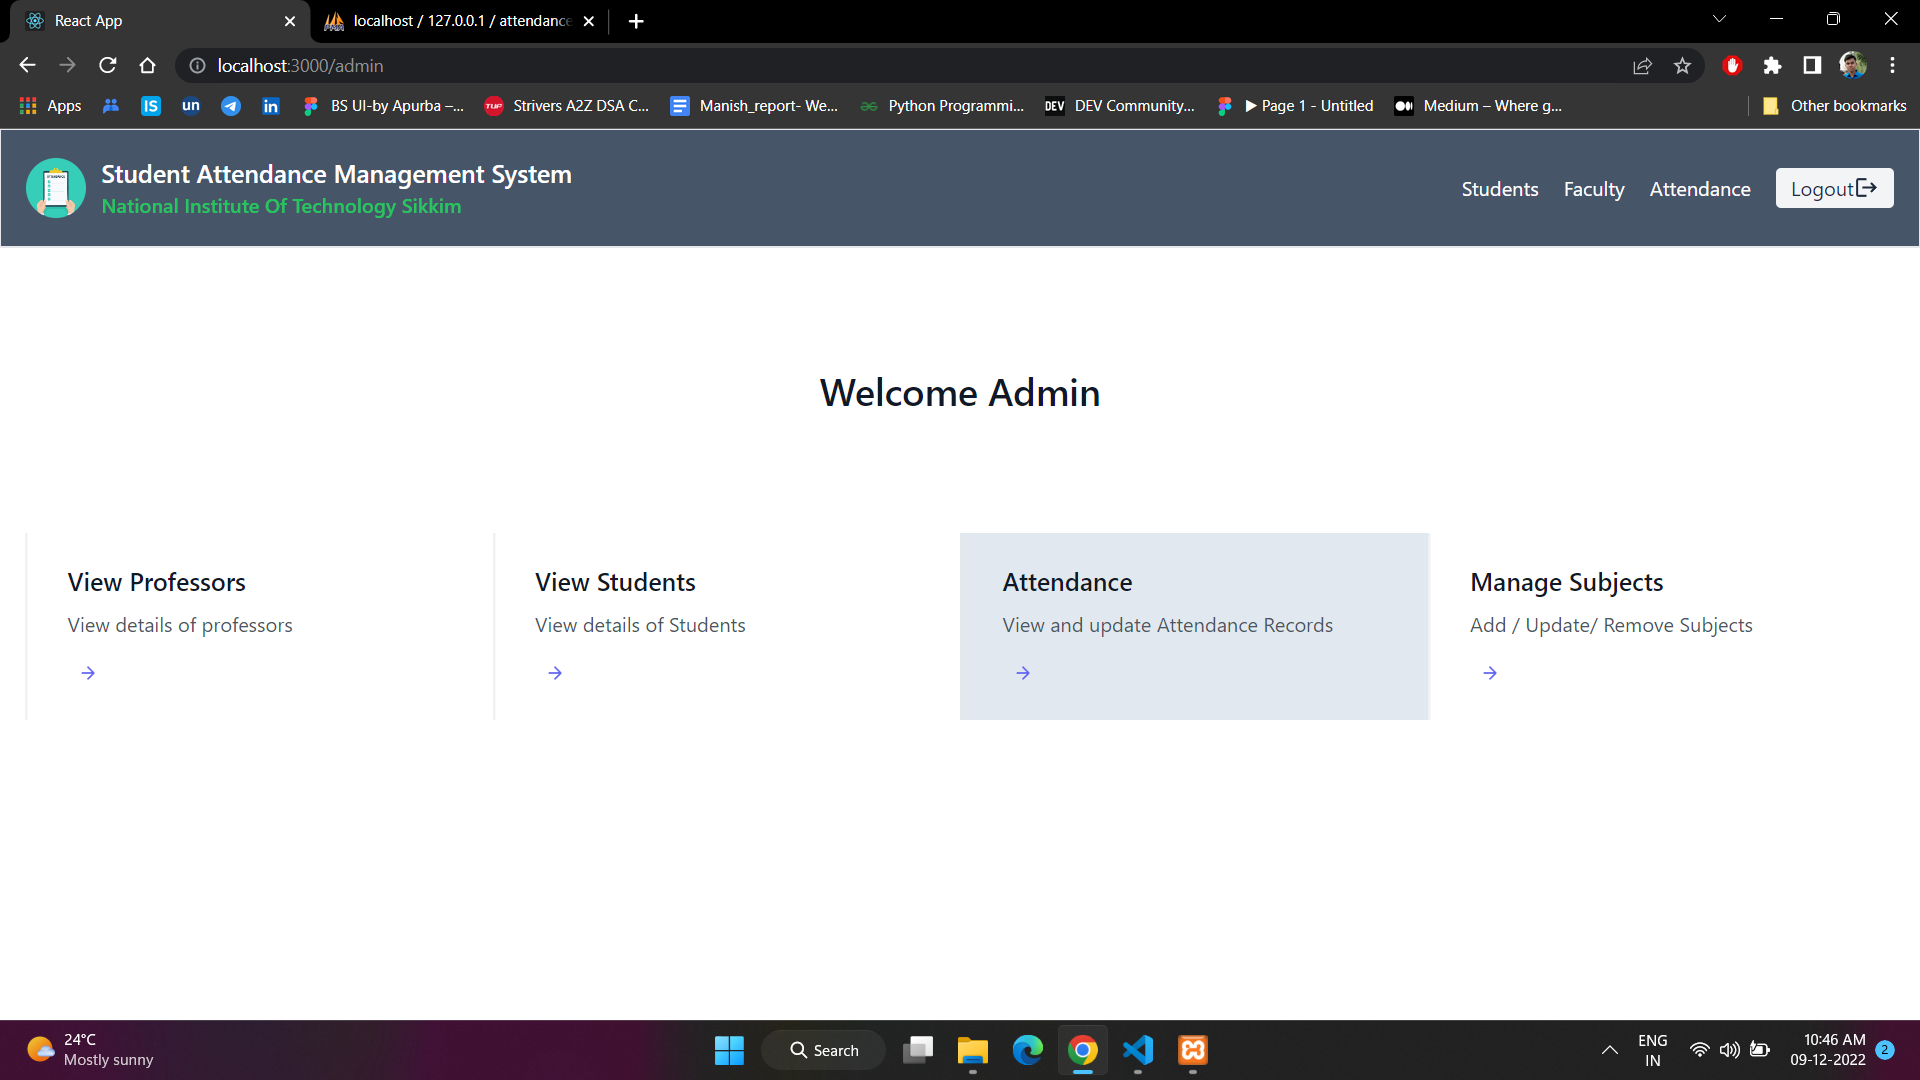 React App
localhost / 127.0.0.1 / attendance
localhost:3000/admin
Apps
IS
un
in
BS UI-by Apurba –...
TUF
Strivers A2Z DSA C...
Manish_report- We...
Python Programmi...
DEV
DEV Community...
▶ Page 1 - Untitled
Medium – Where g...
Other bookmarks
Student Attendance Management System
National Institute Of Technology Sikkim
Students
Faculty
Attendance
Logout
Welcome Admin
View Professors
View details of professors
View Students
View details of Students
Attendance
View and update Attendance Records
Manage Subjects
Add / Update/ Remove Subjects
24°C
Mostly sunny
Search
ENG
IN
10:46 AM
09-12-2022
2